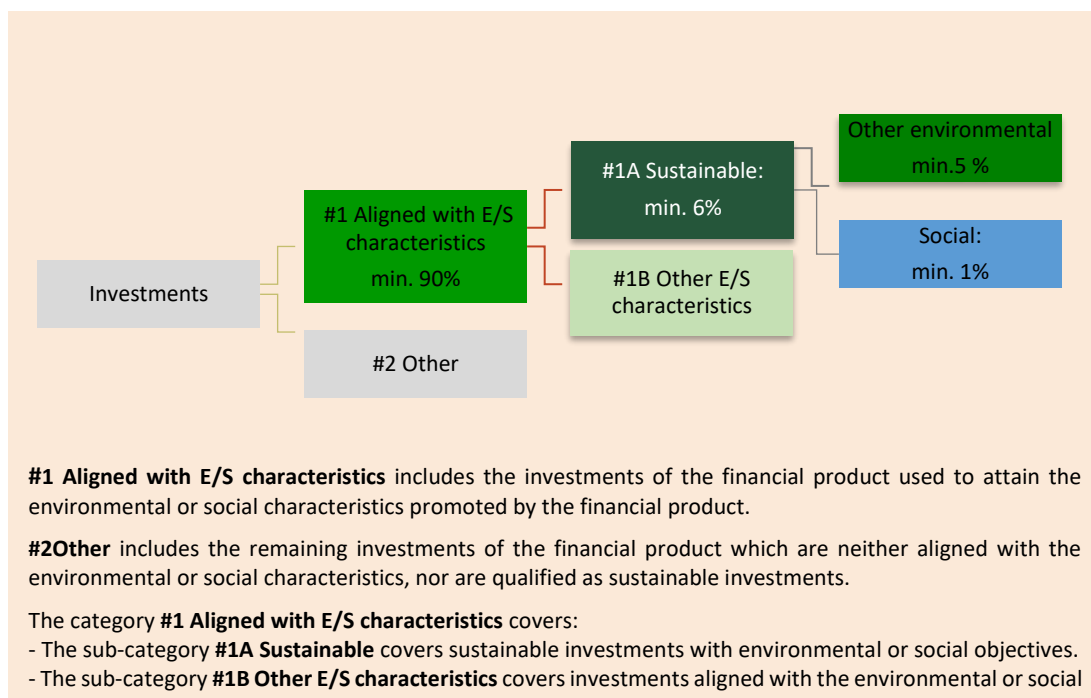 Other environmental
min.5 %
#1A Sustainable:
min. 6%
#1 Aligned with E/S
characteristics
min. 90%
Social:
min. 1%
Investments
#1B Other E/S
characteristics
#2 Other
#1 Aligned with E/S characteristics includes the investments of the financial product used to attain the
environmental or social characteristics promoted by the financial product.
#2Other includes the remaining investments of the financial product which are neither aligned with the
environmental or social characteristics, nor are qualified as sustainable investments.
The category #1 Aligned with E/S characteristics covers:
- The sub-category #1A Sustainable covers sustainable investments with environmental or social objectives.
- The sub-category #1B Other E/S characteristics covers investments aligned with the environmental or social